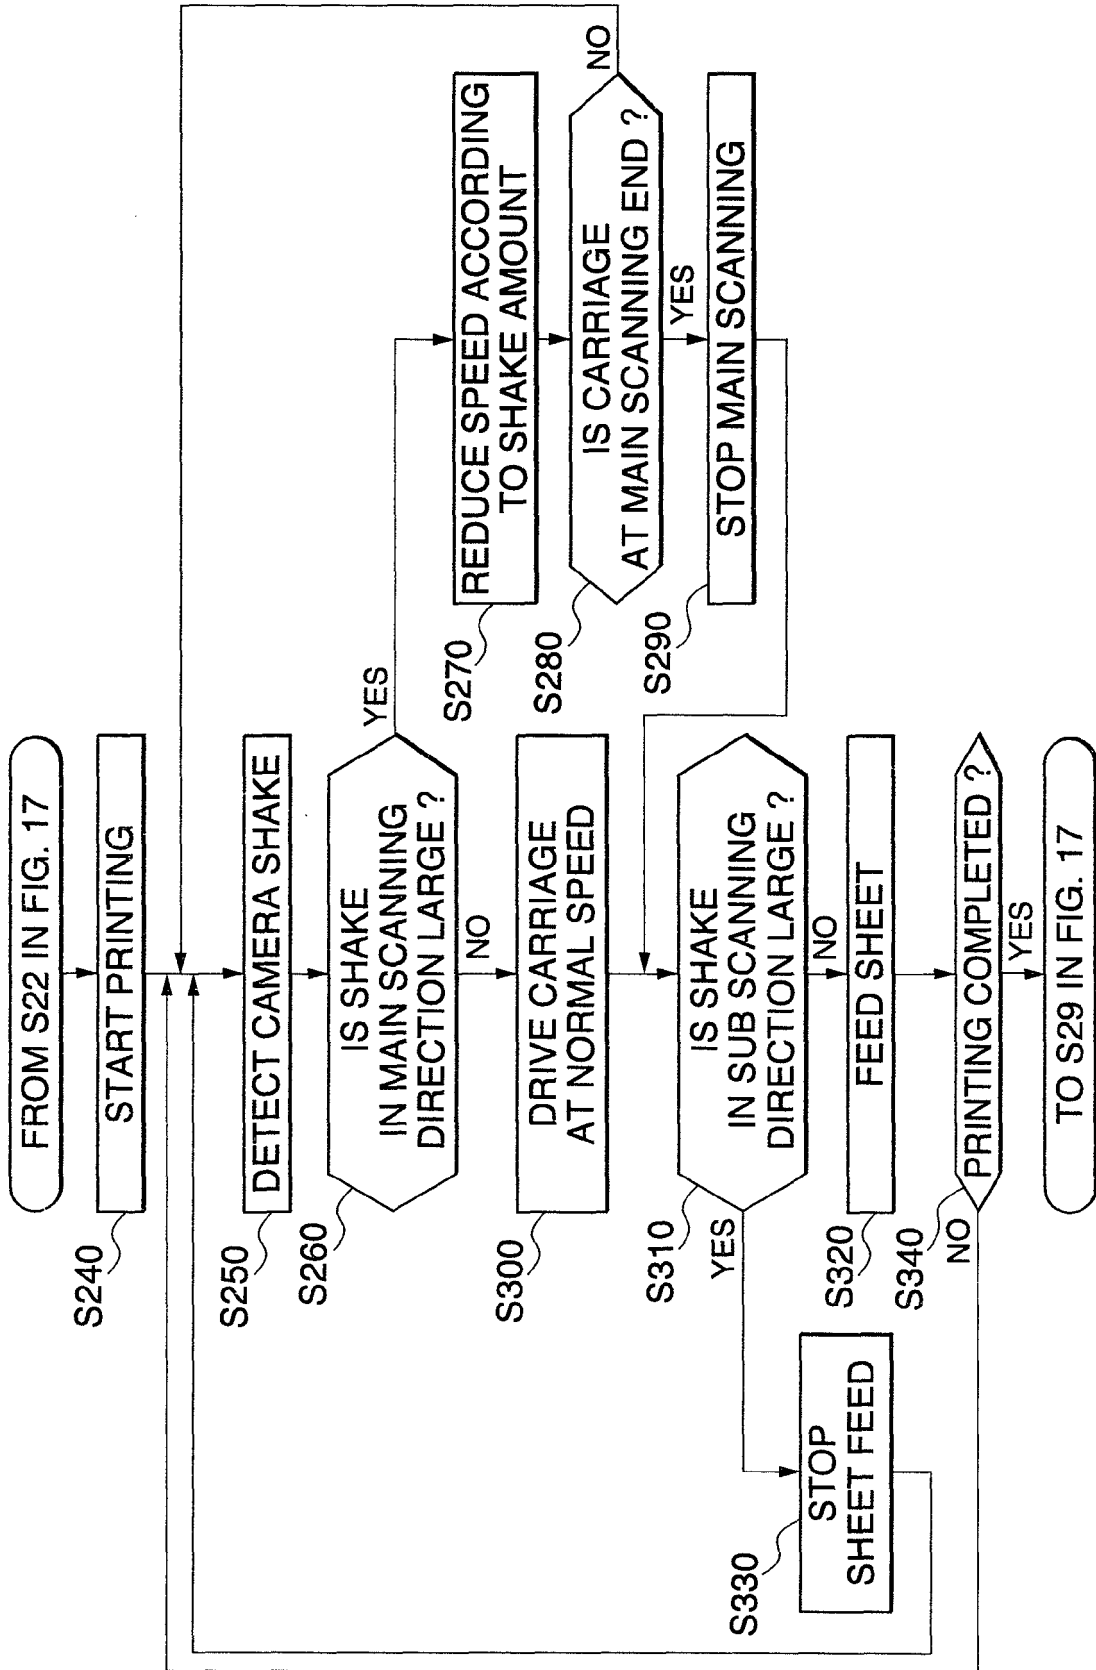 FROM S22 IN FIG. 17
S240
START PRINTING
S250
DETECT CAMERA SHAKE
S260
IS SHAKE
IN MAIN SCANNING
DIRECTION LARGE ?
YES
NO
S270
REDUCE SPEED ACCORDING
TO SHAKE AMOUNT
S280
IS CARRIAGE
AT MAIN SCANNING END ?
NO
YES
S290
STOP MAIN SCANNING
S300
DRIVE CARRIAGE
AT NORMAL SPEED
S310
IS SHAKE
IN SUB SCANNING
DIRECTION LARGE ?
YES
NO
S330
STOP
SHEET FEED
S320
FEED SHEET
S340
PRINTING COMPLETED ?
NO
YES
TO S29 IN FIG. 17